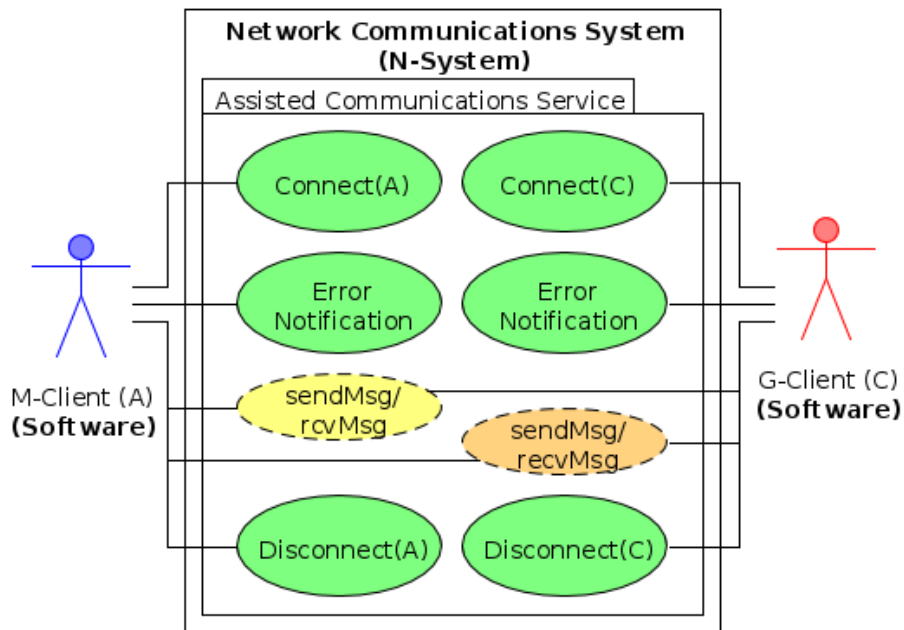 Network Communications System
(N-System)
Assisted Communications Service
Connect(A)
Connect(C)
Error
Notification
Error
Notification
M-Client (A)
(Software)
G-Client (C)
(Software)
sendMsg/
rcvMsg
sendMsg/
recvMsg
Disconnect(A)
Disconnect(C)